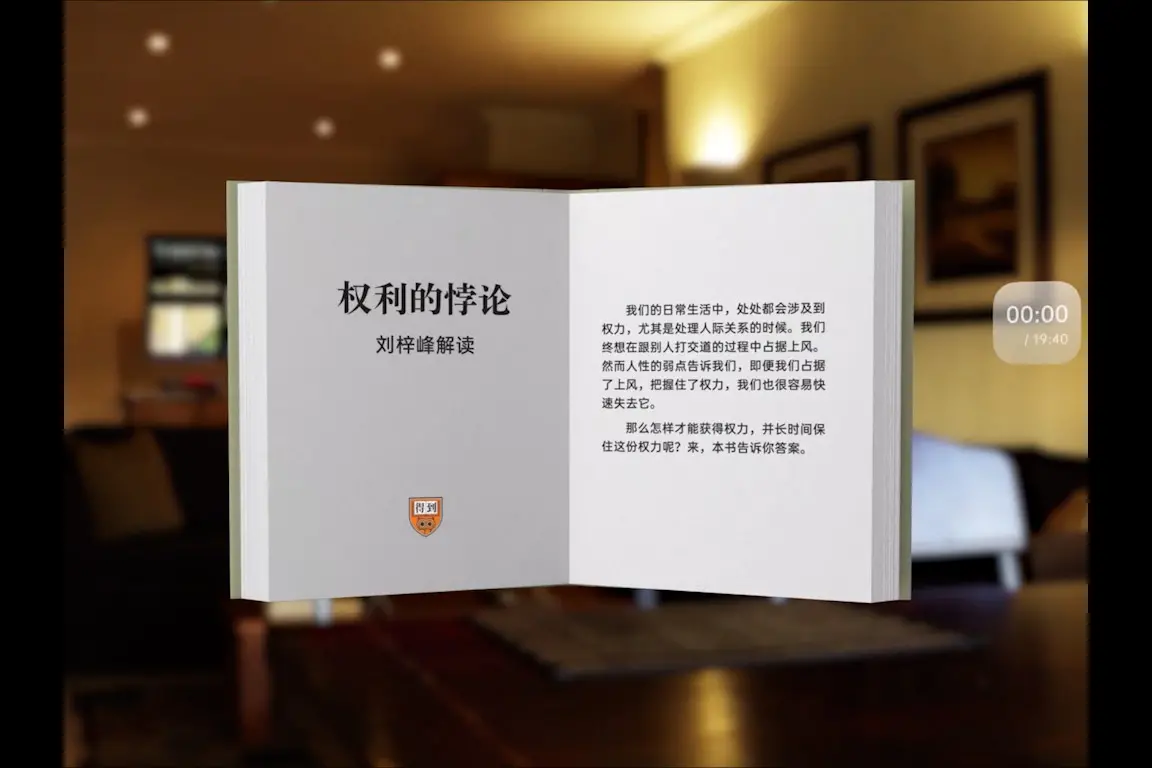 权利的悖论
刘梓峰解读
得到
我们的日常生活中，处处都会涉及到
权力，尤其是处理人际关系的时候。我们
终想在跟别人打交道的过程中占据上风。
然而人性的弱点告诉我们，即便我们占据
了上风，把握住了权力，我们也很容易快
速失去它。
那么怎样才能获得权力，并长时间保
住这份权力呢？来，本书告诉你答案。
00:00
/ 19:40